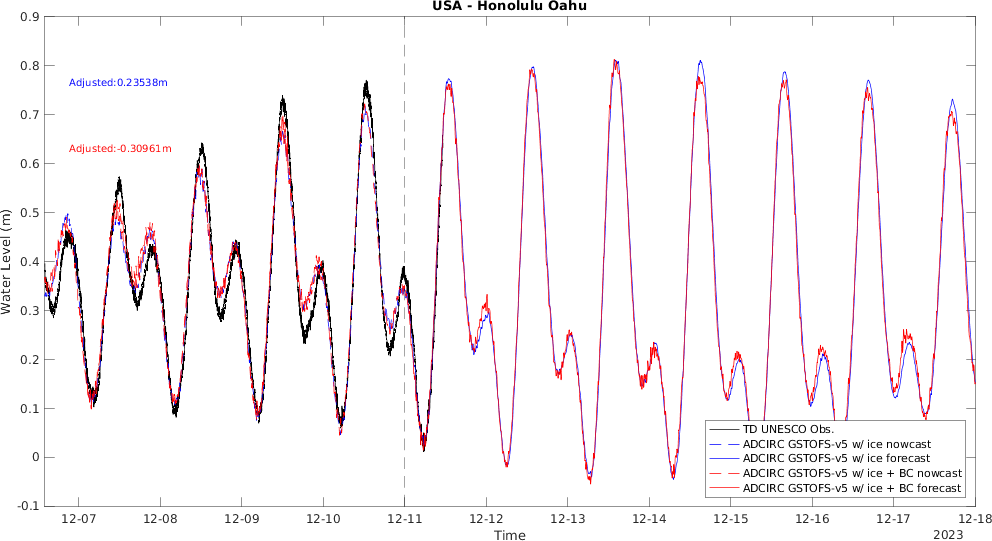 USA - Honolulu Oahu
0.9
0.8
0.7
0.6
0.5
0.4
0.3
0.2
0.1
0
-0.1
Water Level (m)
Adjusted:0.23538m
Adjusted:-0.30961m
TD UNESCO Obs.
ADCIRC GSTOFS-v5 w/ ice nowcast
ADCIRC GSTOFS-v5 w/ ice forecast
ADCIRC GSTOFS-v5 w/ ice + BC nowcast
ADCIRC GSTOFS-v5 w/ ice + BC forecast
12-07 12-08 12-09 12-10 12-11 12-12 12-13 12-14 12-15 12-16 12-17 12-18
Time
2023